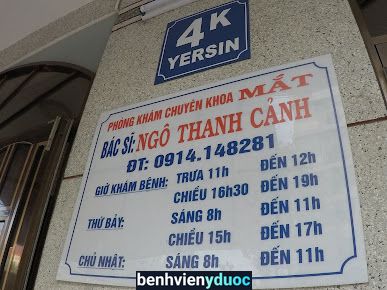 4K
YERSIN
PHÒNG KHÁM CHUYÊN KHOA MẮT
BÁC SĨ: NGÔ THANH CẢNH
ĐT: 0914.148281
GIỜ KHÁM BỆNH: TRƯA 11h ĐẾN 12h
CHIỀU 16h30 ĐẾN 19h
THỨ BẢY: SÁNG 8h ĐẾN 11h
CHIỀU 15h ĐẾN 17h
CHỦ NHẬT: SÁNG 8h ĐẾN 11h
benhvienyduoc